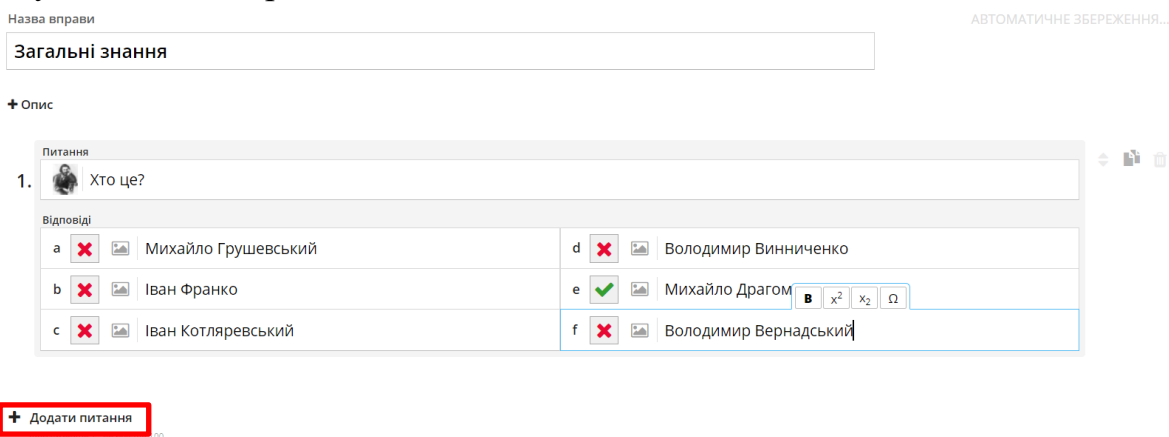 Назва вправи
АВТОМАТИЧНЕ ЗБЕРЕЖЕННЯ...
Загальні знання
+ Опис
Питання
1. Хто це?
Відповіді
a Михайло Грушевський
d Володимир Винниченко
b Іван Франко
e Михайло Драгом
B x² x₂ Ω
c Іван Котляревський
f Володимир Вернадський
+ Додати питання